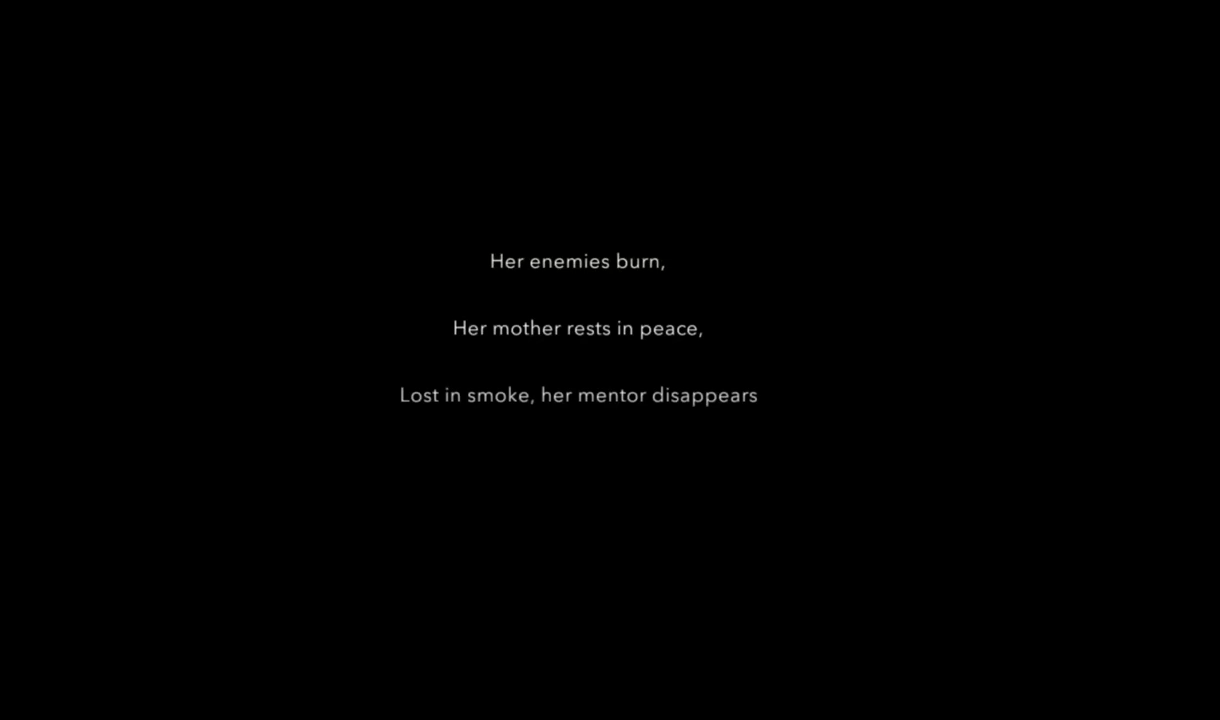 Her enemies burn,
Her mother rests in peace,
Lost in smoke, her mentor disappears